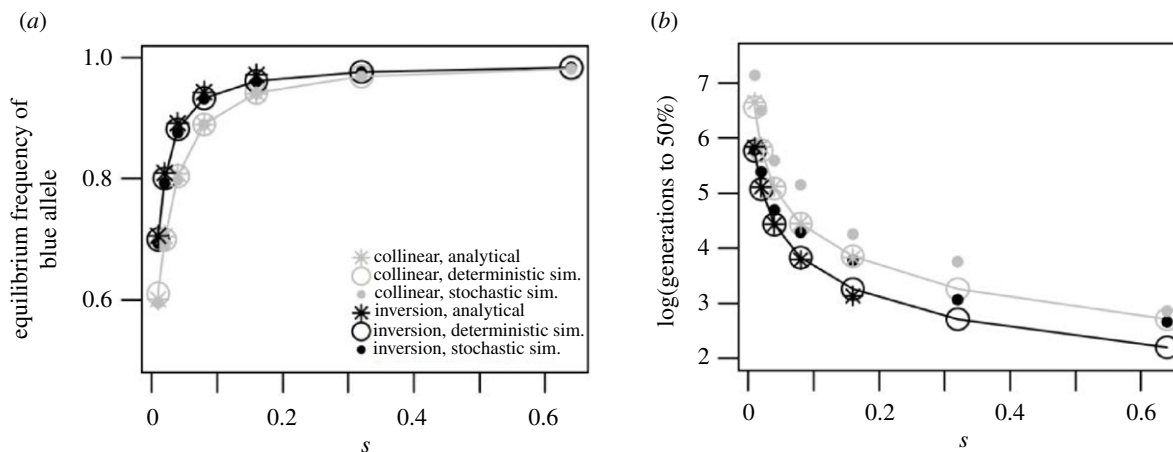 (a)
equilibrium frequency of
blue allele
1.0
0.8
0.6
collinear, analytical
collinear, deterministic sim.
collinear, stochastic sim.
inversion, analytical
inversion, deterministic sim.
inversion, stochastic sim.
0 0.2 0.4 0.6
s
(b)
log(generations to 50%)
7
6
5
4
3
2
0 0.2 0.4 0.6
s